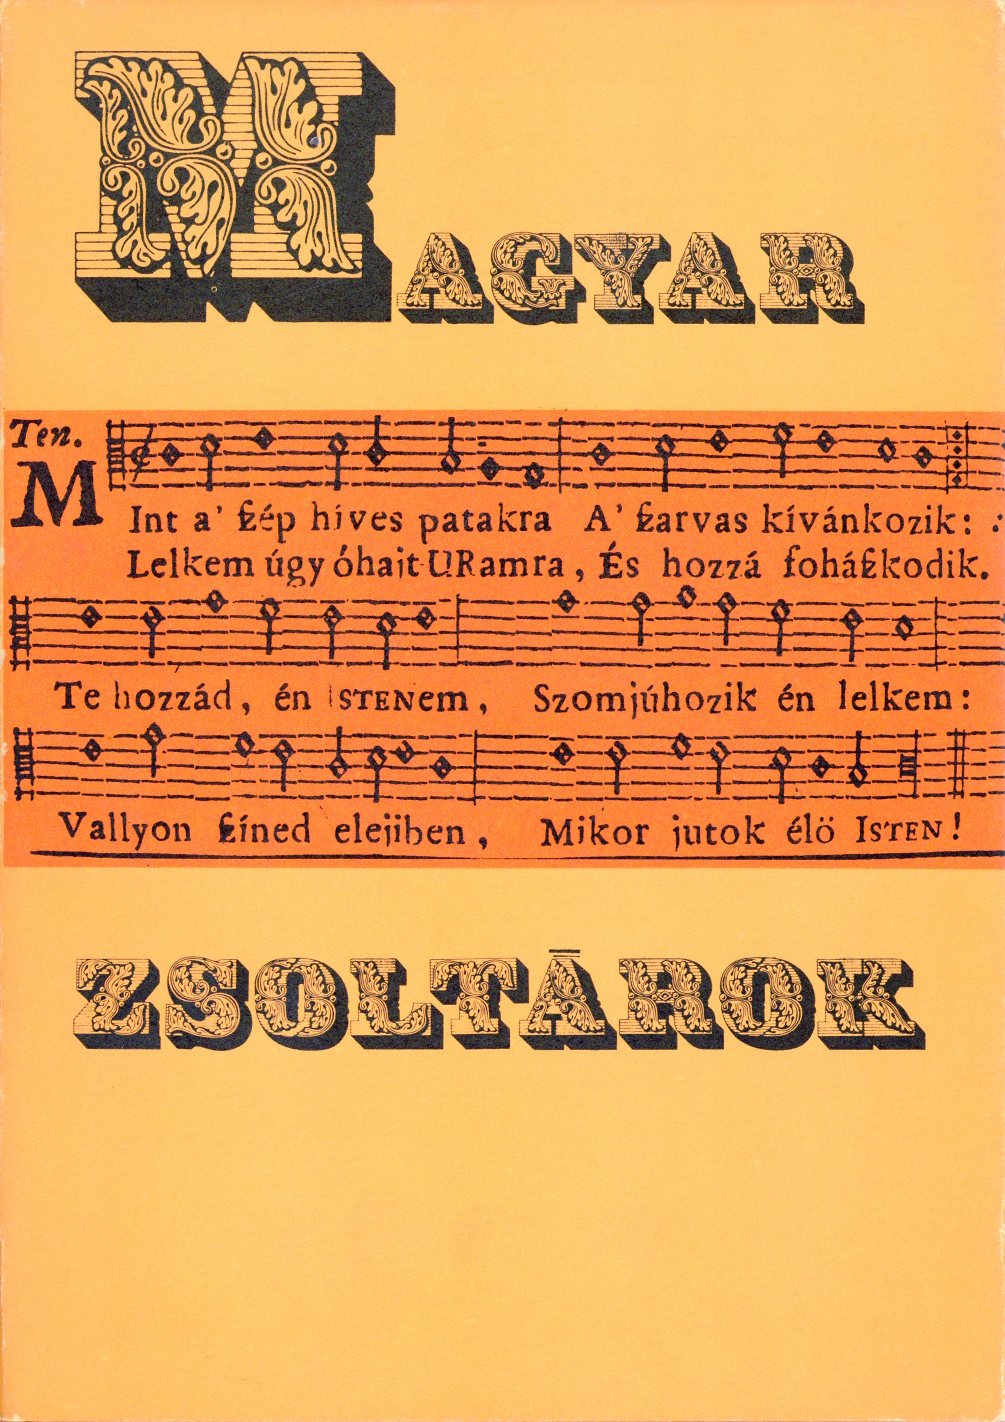 MAGYAR
Ten.
MInt a' ſzép hives patakra A' ſzarvas kívánkozik: :
Lelkem úgy óhajt URamra, És hozzá foháſzkodik.
Te hozzád, én ISTENem, Szomjúhozik én lelkem:
Vallyon ſzíned elejiben, Mikor jutok élö ISTEN!
ZSOLTÁROK